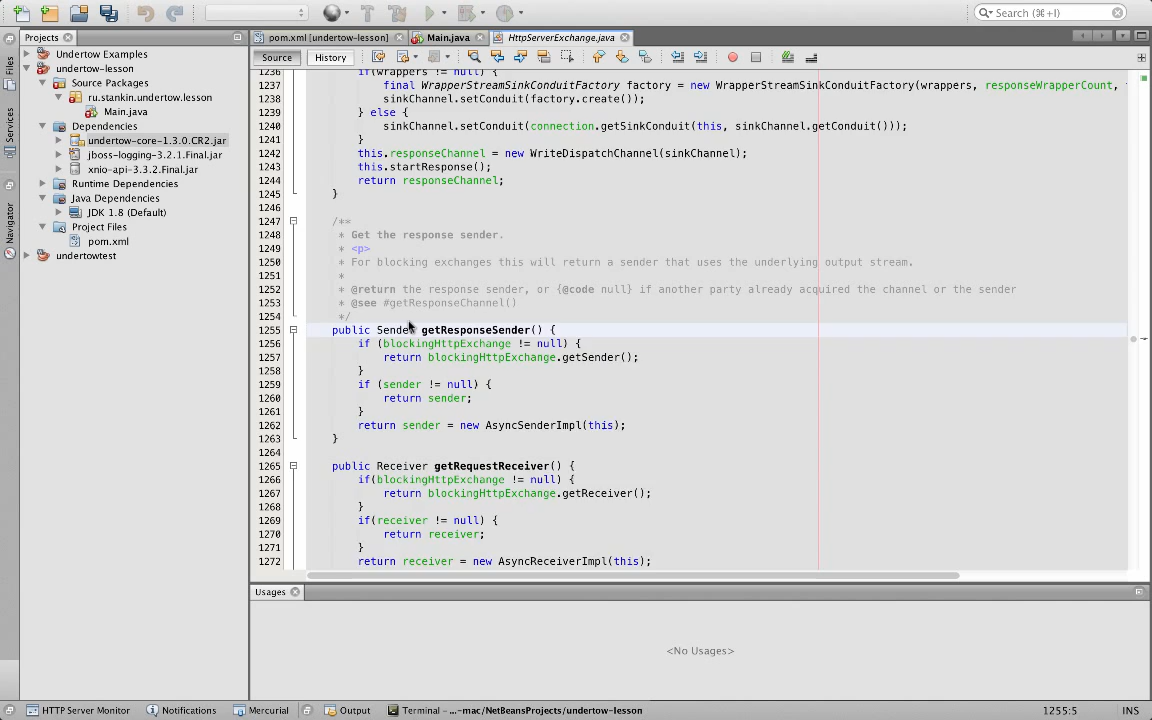 Search (⌘+I)
Projects
pom.xml [undertow-lesson]
Main.java
HttpServerExchange.java
Source
History
Files
Services
Navigator
Undertow Examples
undertow-lesson
Source Packages
ru.stankin.undertow.lesson
Main.java
Dependencies
undertow-core-1.3.0.CR2.jar
jboss-logging-3.2.1.Final.jar
xnio-api-3.3.2.Final.jar
Runtime Dependencies
Java Dependencies
JDK 1.8 (Default)
Project Files
pom.xml
undertowtest
1236 if(wrappers != null) {
1237 final WrapperStreamSinkConduitFactory factory = new WrapperStreamSinkConduitFactory(wrappers, responseWrapperCount,
1238 sinkChannel.setConduit(factory.create());
1239 } else {
1240 sinkChannel.setConduit(connection.getSinkConduit(this, sinkChannel.getConduit()));
1241 }
1242 this.responseChannel = new WriteDispatchChannel(sinkChannel);
1243 this.startResponse();
1244 return responseChannel;
1245 }
1246
1247 /**
1248 * Get the response sender.
1249 * <p>
1250 * For blocking exchanges this will return a sender that uses the underlying output stream.
1251 *
1252 * @return the response sender, or {@code null} if another party already acquired the channel or the sender
1253 * @see #getResponseChannel()
1254 */
1255 public Sender getResponseSender() {
1256 if (blockingHttpExchange != null) {
1257 return blockingHttpExchange.getSender();
1258 }
1259 if (sender != null) {
1260 return sender;
1261 }
1262 return sender = new AsyncSenderImpl(this);
1263 }
1264
1265 public Receiver getRequestReceiver() {
1266 if(blockingHttpExchange != null) {
1267 return blockingHttpExchange.getReceiver();
1268 }
1269 if(receiver != null) {
1270 return receiver;
1271 }
1272 return receiver = new AsyncReceiverImpl(this);
Usages
<No Usages>
HTTP Server Monitor
Notifications
Mercurial
Output
Terminal - ...-mac/NetBeansProjects/undertow-lesson
1255:5
INS